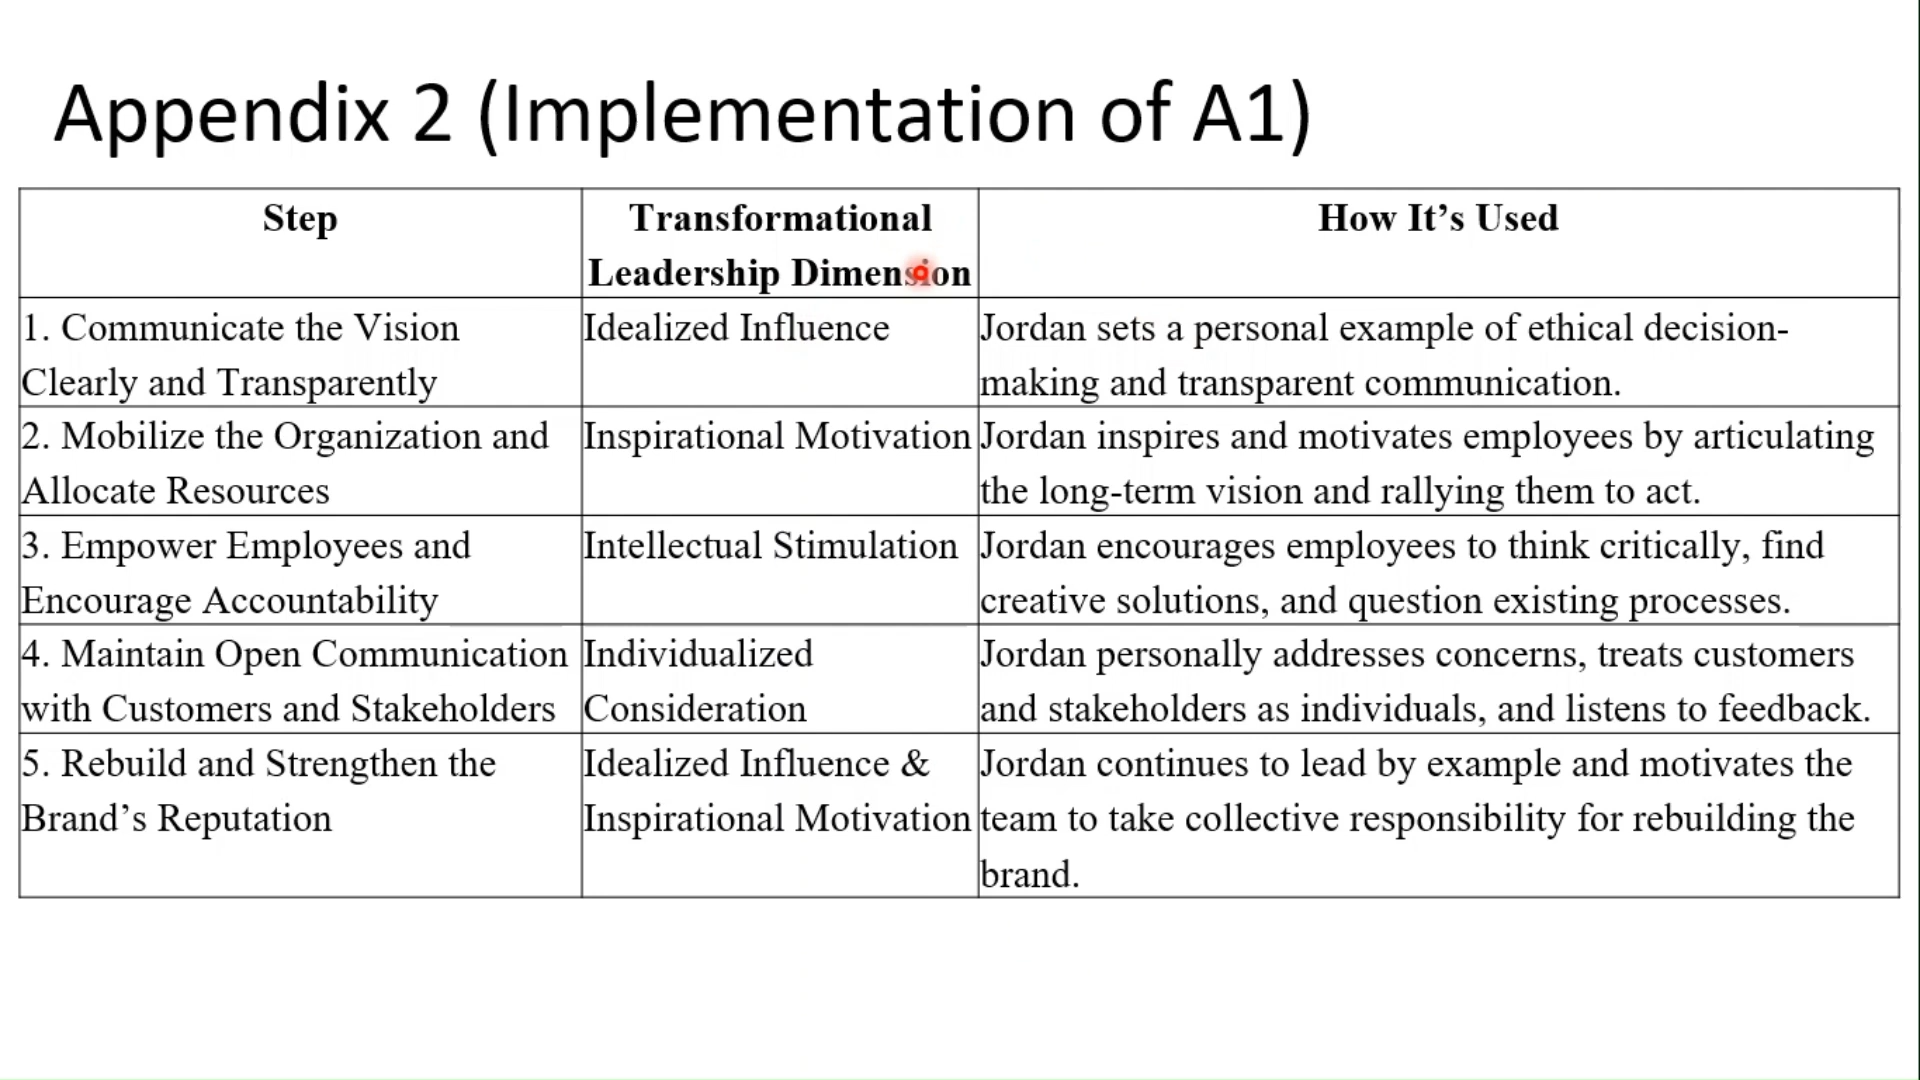 Appendix 2 (Implementation of A1)
Step
Transformational
Leadership Dimension
How It’s Used
1. Communicate the Vision
Clearly and Transparently
Idealized Influence
Jordan sets a personal example of ethical decision-
making and transparent communication.
2. Mobilize the Organization and
Allocate Resources
Inspirational Motivation
Jordan inspires and motivates employees by articulating
the long-term vision and rallying them to act.
3. Empower Employees and
Encourage Accountability
Intellectual Stimulation
Jordan encourages employees to think critically, find
creative solutions, and question existing processes.
4. Maintain Open Communication
with Customers and Stakeholders
Individualized
Consideration
Jordan personally addresses concerns, treats customers
and stakeholders as individuals, and listens to feedback.
5. Rebuild and Strengthen the
Brand’s Reputation
Idealized Influence &
Inspirational Motivation
Jordan continues to lead by example and motivates the
team to take collective responsibility for rebuilding the
brand.